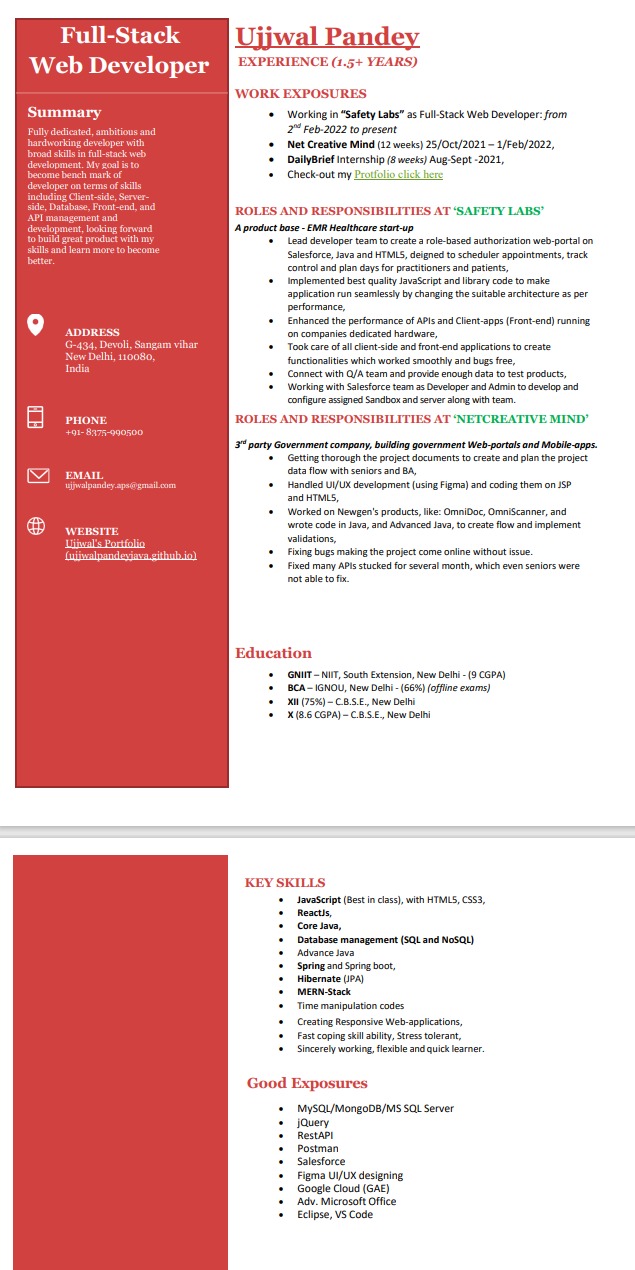 Full-Stack
Web Developer
Summary
Fully dedicated, ambitious and
hardworking developer with
broad skills in full-stack web
development. My goal is to
become bench mark of
developer on terms of skills
including Client-side, Server-
side, Database, Front-end, and
API management and
development, looking forward
to build great product with my
skills and learn more to become
better.
ADDRESS
G-434, Devoli, Sangam vihar
New Delhi, 110080,
India
PHONE
+91- 8375-990500
EMAIL
ujjwalpandey.aps@gmail.com
WEBSITE
Ujjwal's Portfolio
(ujjwalpandeyjava.github.io)
Ujjwal Pandey
EXPERIENCE (1.5+ YEARS)
WORK EXPOSURES
• Working in “Safety Labs” as Full-Stack Web Developer: from
2nd Feb-2022 to present
• Net Creative Mind (12 weeks) 25/Oct/2021 – 1/Feb/2022,
• DailyBrief Internship (8 weeks) Aug-Sept -2021,
• Check-out my Protfolio click here
ROLES AND RESPONSIBILITIES AT ‘SAFETY LABS’
A product base - EMR Healthcare start-up
• Lead developer team to create a role-based authorization web-portal on
Salesforce, Java and HTML5, deigned to scheduler appointments, track
control and plan days for practitioners and patients,
• Implemented best quality JavaScript and library code to make
application run seamlessly by changing the suitable architecture as per
performance,
• Enhanced the performance of APIs and Client-apps (Front-end) running
on companies dedicated hardware,
• Took care of all client-side and front-end applications to create
functionalities which worked smoothly and bugs free,
• Connect with Q/A team and provide enough data to test products,
• Working with Salesforce team as Developer and Admin to develop and
configure assigned Sandbox and server along with team.
ROLES AND RESPONSIBILITIES AT ‘NETCREATIVE MIND’
3rd party Government company, building government Web-portals and Mobile-apps.
• Getting thorough the project documents to create and plan the project
data flow with seniors and BA,
• Handled UI/UX development (using Figma) and coding them on JSP
and HTML5,
• Worked on Newgen's products, like: OmniDoc, OmniScanner, and
wrote code in Java, and Advanced Java, to create flow and implement
validations,
• Fixing bugs making the project come online without issue.
• Fixed many APIs stucked for several month, which even seniors were
not able to fix.
Education
• GNIIT – NIIT, South Extension, New Delhi - (9 CGPA)
• BCA – IGNOU, New Delhi - (66%) (offline exams)
• XII (75%) – C.B.S.E., New Delhi
• X (8.6 CGPA) – C.B.S.E., New Delhi
KEY SKILLS
• JavaScript (Best in class), with HTML5, CSS3,
• ReactJs,
• Core Java,
• Database management (SQL and NoSQL)
• Advance Java
• Spring and Spring boot,
• Hibernate (JPA)
• MERN-Stack
• Time manipulation codes
• Creating Responsive Web-applications,
• Fast coping skill ability, Stress tolerant,
• Sincerely working, flexible and quick learner.
Good Exposures
• MySQL/MongoDB/MS SQL Server
• jQuery
• RestAPI
• Postman
• Salesforce
• Figma UI/UX designing
• Google Cloud (GAE)
• Adv. Microsoft Office
• Eclipse, VS Code